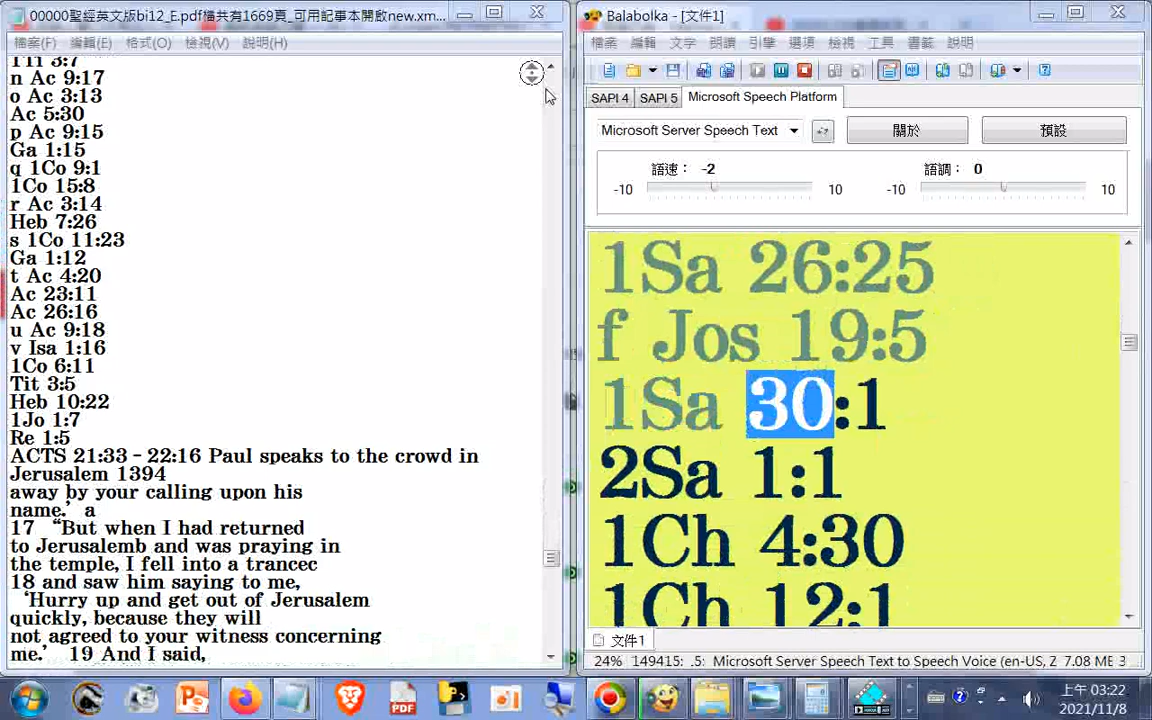 00000聖經英文版bi12_E.pdf檔共有1669頁_可用記事本開啟new.xm...
檔案(F) 編輯(E) 格式(O) 檢視(V) 說明(H)
1Ti 3:7
n Ac 9:17
o Ac 3:13
Ac 5:30
p Ac 9:15
Ga 1:15
q 1Co 9:1
1Co 15:8
r Ac 3:14
Heb 7:26
s 1Co 11:23
Ga 1:12
t Ac 4:20
Ac 23:11
Ac 26:16
u Ac 9:18
v Isa 1:16
1Co 6:11
Tit 3:5
Heb 10:22
1Jo 1:7
Re 1:5
ACTS 21:33 – 22:16 Paul speaks to the crowd in
Jerusalem 1394
away by your calling upon his
name.’ a
17 “But when I had returned
to Jerusalemb and was praying in
the temple, I fell into a trancec
18 and saw him saying to me,
‘Hurry up and get out of Jerusalem
quickly, because they will
not agreed to your witness concerning
me.’ 19 And I said,
Balabolka - [文件1]
檔案 編輯 文字 朗讀 引擎 選項 檢視 工具 書籤 說明
SAPI 4 SAPI 5 Microsoft Speech Platform
Microsoft Server Speech Text 關於 預設
語速: -2 語調: 0
-10 10 -10 10
1Sa 26:25
f Jos 19:5
1Sa 30:1
2Sa 1:1
1Ch 4:30
1Ch 12:1
文件1
24% 149415: .5: Microsoft Server Speech Text to Speech Voice (en-US, Z 7.08 ME 3
PDF
上午 03:22
2021/11/8